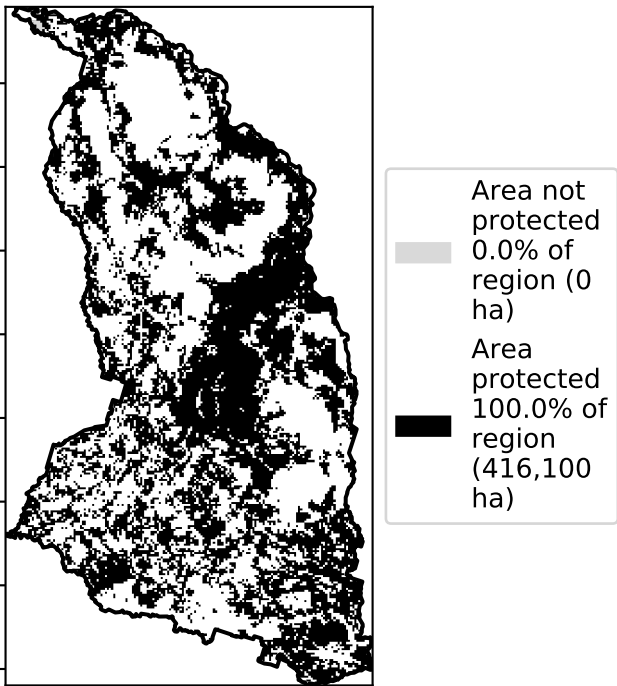 Area not
protected
0.0% of
region (0
ha)
Area
protected
100.0% of
region
(416,100
ha)